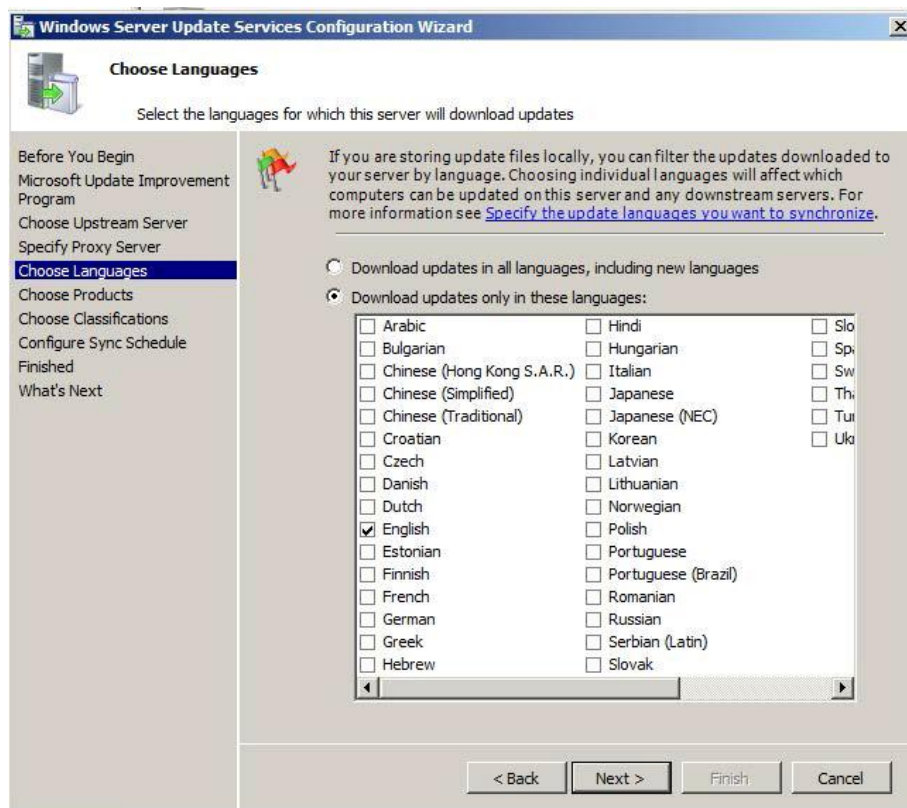 Windows Server Update Services Configuration Wizard
Choose Languages
Select the languages for which this server will download updates
Before You Begin
Microsoft Update Improvement
Program
Choose Upstream Server
Specify Proxy Server
Choose Languages
Choose Products
Choose Classifications
Configure Sync Schedule
Finished
What's Next
If you are storing update files locally, you can filter the updates downloaded to
your server by language. Choosing individual languages will affect which
computers can be updated on this server and any downstream servers. For
more information see Specify the update languages you want to synchronize.
Download updates in all languages, including new languages
Download updates only in these languages:
Arabic
Bulgarian
Chinese (Hong Kong S.A.R.)
Chinese (Simplified)
Chinese (Traditional)
Croatian
Czech
Danish
Dutch
English
Estonian
Finnish
French
German
Greek
Hebrew
Hindi
Hungarian
Italian
Japanese
Japanese (NEC)
Korean
Latvian
Lithuanian
Norwegian
Polish
Portuguese
Portuguese (Brazil)
Romanian
Russian
Serbian (Latin)
Slovak
Slo
Sp
Sw
Th
Tu
Uk
< Back
Next >
Finish
Cancel